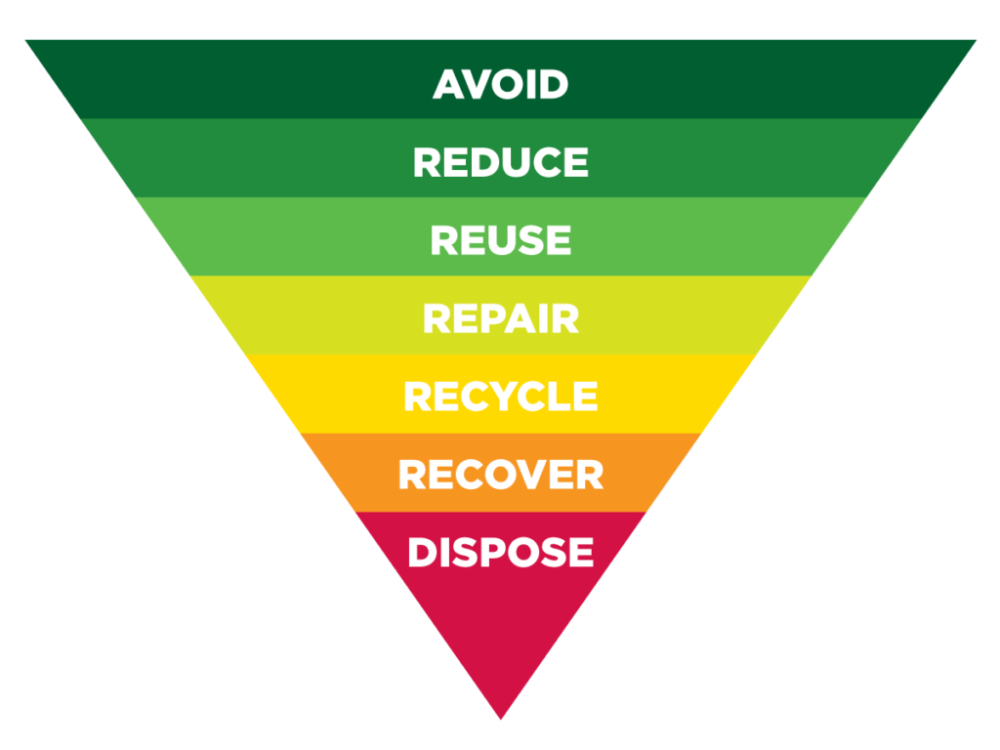 AVOID
REDUCE
REUSE
REPAIR
RECYCLE
RECOVER
DISPOSE